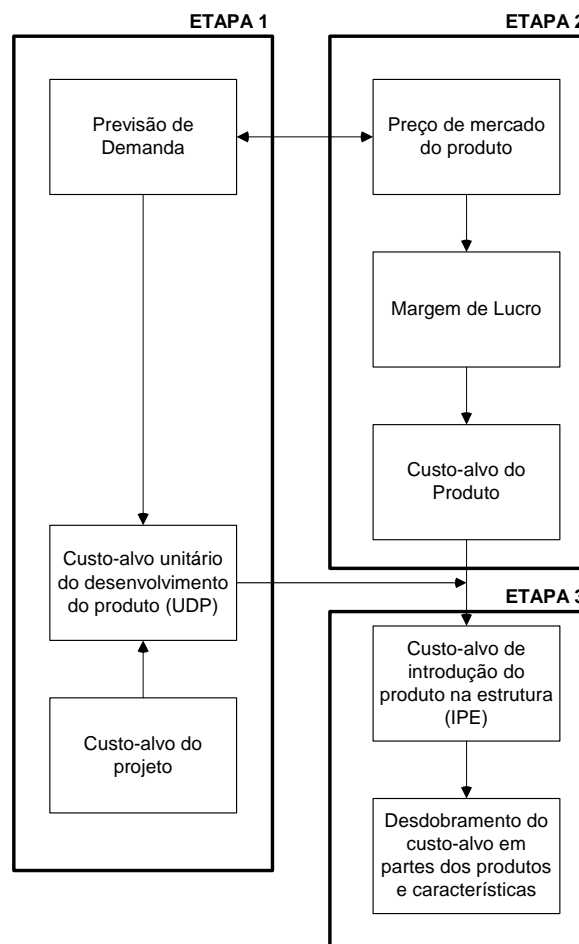 ETAPA 1
Previsão de
Demanda
Custo-alvo unitário
do desenvolvimento
do produto (UDP)
Custo-alvo do
projeto
ETAPA 2
Preço de mercado
do produto
Margem de Lucro
Custo-alvo do
Produto
ETAPA 3
Custo-alvo de
introdução do
produto na estrutura
(IPE)
Desdobramento do
custo-alvo em
partes dos produtos
e características